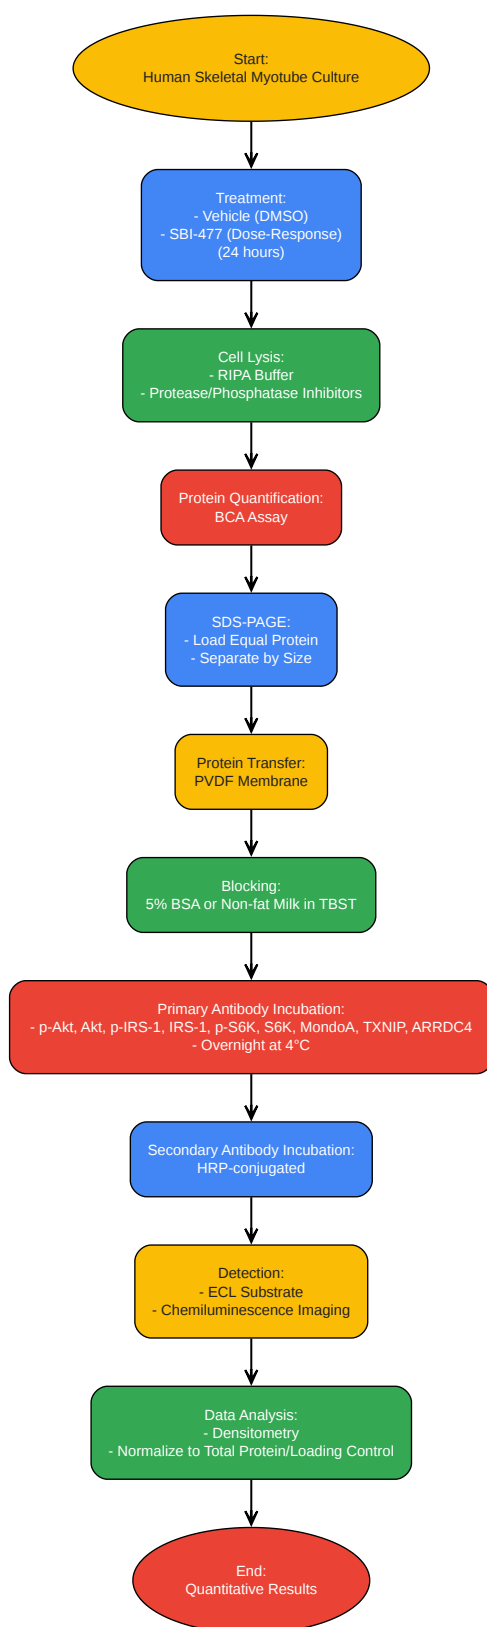 Start:
Human Skeletal Myotube Culture
Treatment:
- Vehicle (DMSO)
- SBI-477 (Dose-Response)
(24 hours)
Cell Lysis:
- RIPA Buffer
- Protease/Phosphatase Inhibitors
Protein Quantification:
BCA Assay
SDS-PAGE:
- Load Equal Protein
- Separate by Size
Protein Transfer:
PVDF Membrane
Blocking:
5% BSA or Non-fat Milk in TBST
Primary Antibody Incubation:
- p-Akt, Akt, p-IRS-1, IRS-1, p-S6K, S6K, MondoA, TXNIP, ARRDC4
- Overnight at 4°C
Secondary Antibody Incubation:
HRP-conjugated
Detection:
- ECL Substrate
- Chemiluminescence Imaging
Data Analysis:
- Densitometry
- Normalize to Total Protein/Loading Control
End:
Quantitative Results